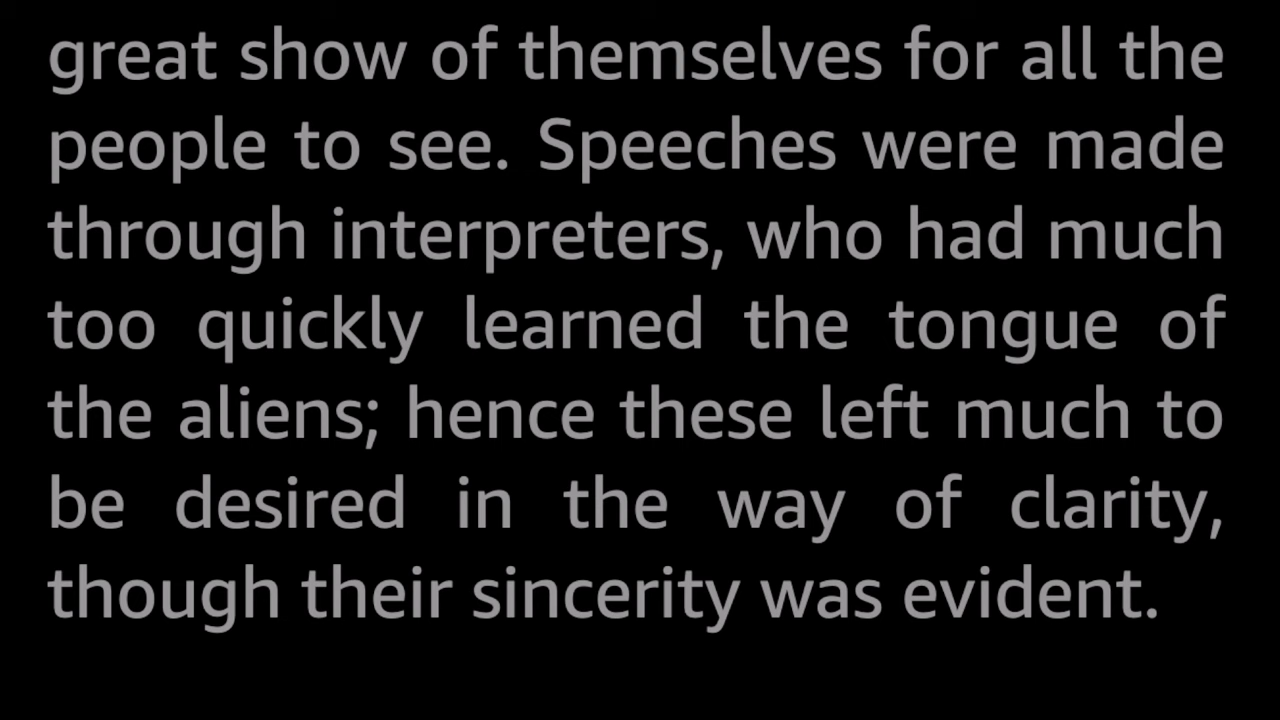 great show of themselves for all the
people to see. Speeches were made
through interpreters, who had much
too quickly learned the tongue of
the aliens; hence these left much to
be desired in the way of clarity,
though their sincerity was evident.